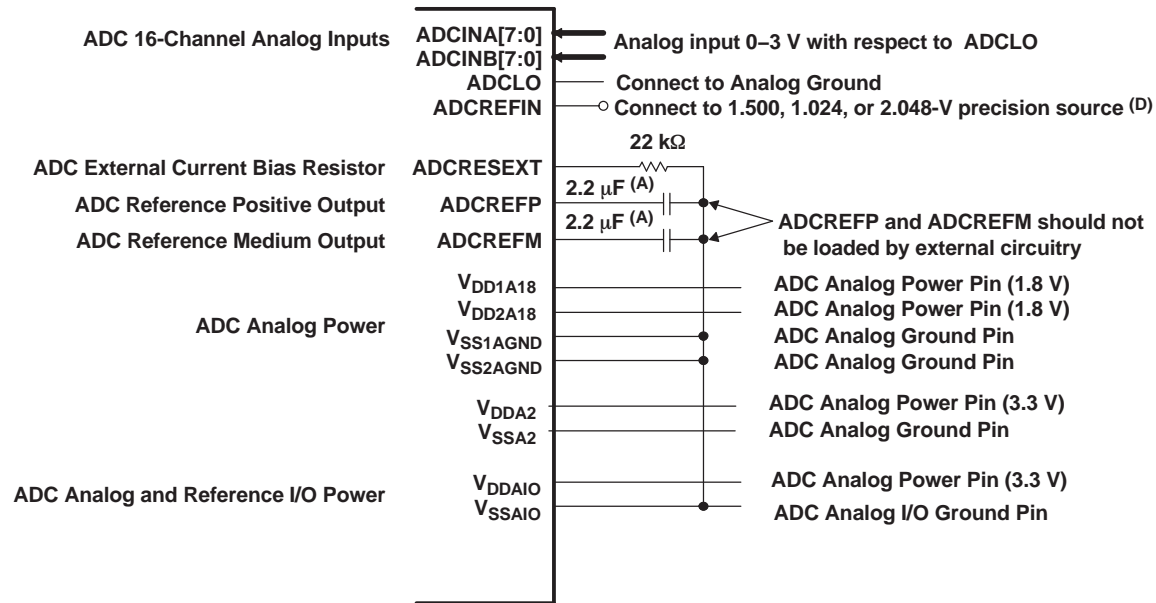 ADC 16-Channel Analog Inputs
ADCINA[7:0]
ADCINB[7:0]
Analog input 0–3 V with respect to ADCLO
ADCLO
Connect to Analog Ground
ADCREFIN
Connect to 1.500, 1.024, or 2.048-V precision source (D)
22 kΩ
ADC External Current Bias Resistor
ADCRESEXT
2.2 μF (A)
ADC Reference Positive Output
ADCREFP
2.2 μF (A)
ADC Reference Medium Output
ADCREFM
ADCREFP and ADCREFM should not
be loaded by external circuitry
VDD1A18
ADC Analog Power Pin (1.8 V)
VDD2A18
ADC Analog Power Pin (1.8 V)
ADC Analog Power
VSS1AGND
ADC Analog Ground Pin
VSS2AGND
ADC Analog Ground Pin
VDDA2
ADC Analog Power Pin (3.3 V)
VSSA2
ADC Analog Ground Pin
ADC Analog and Reference I/O Power
VDDAIO
ADC Analog Power Pin (3.3 V)
VSSAIO
ADC Analog I/O Ground Pin